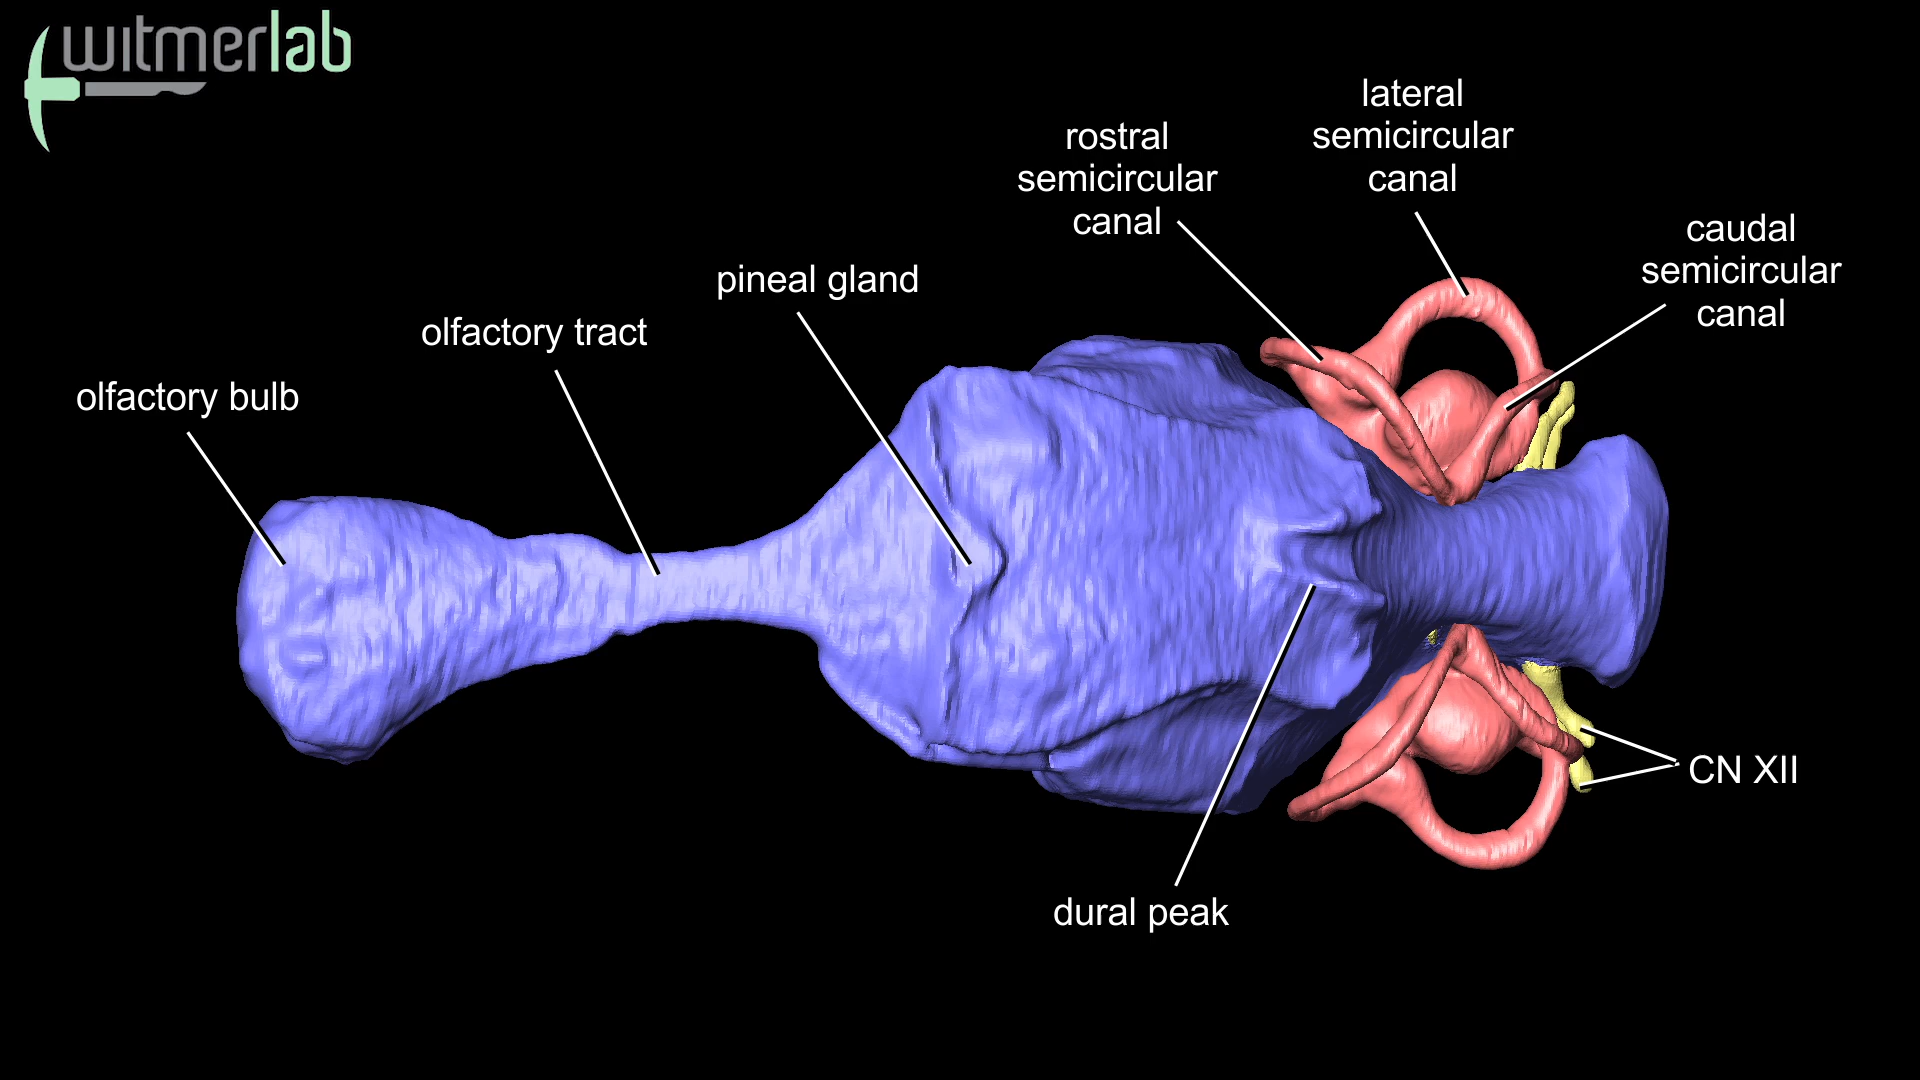 witmerlab
lateral
semicircular
canal
rostral
semicircular
canal
caudal
semicircular
canal
pineal gland
olfactory tract
olfactory bulb
CN XII
dural peak